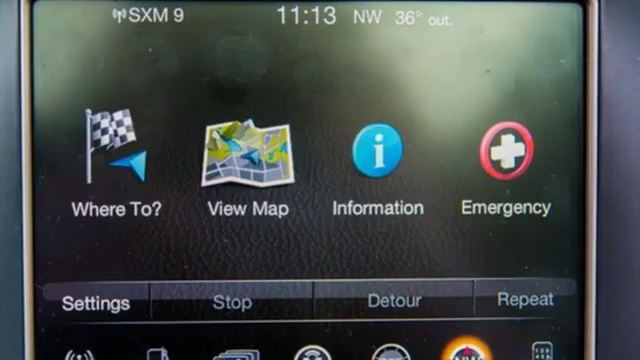 SXM 9 11:13 NW 36° out.
Where To? View Map Information Emergency
Settings Stop Detour Repeat